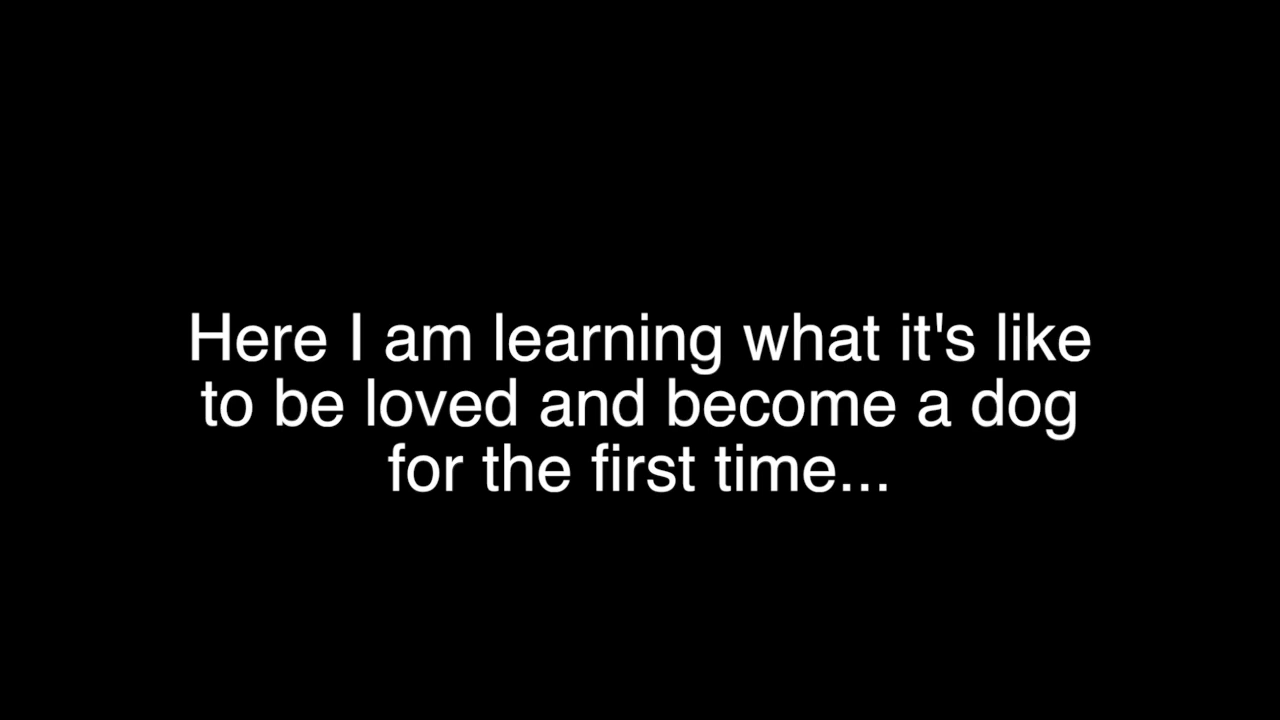 Here I am learning what it's like
to be loved and become a dog
for the first time...